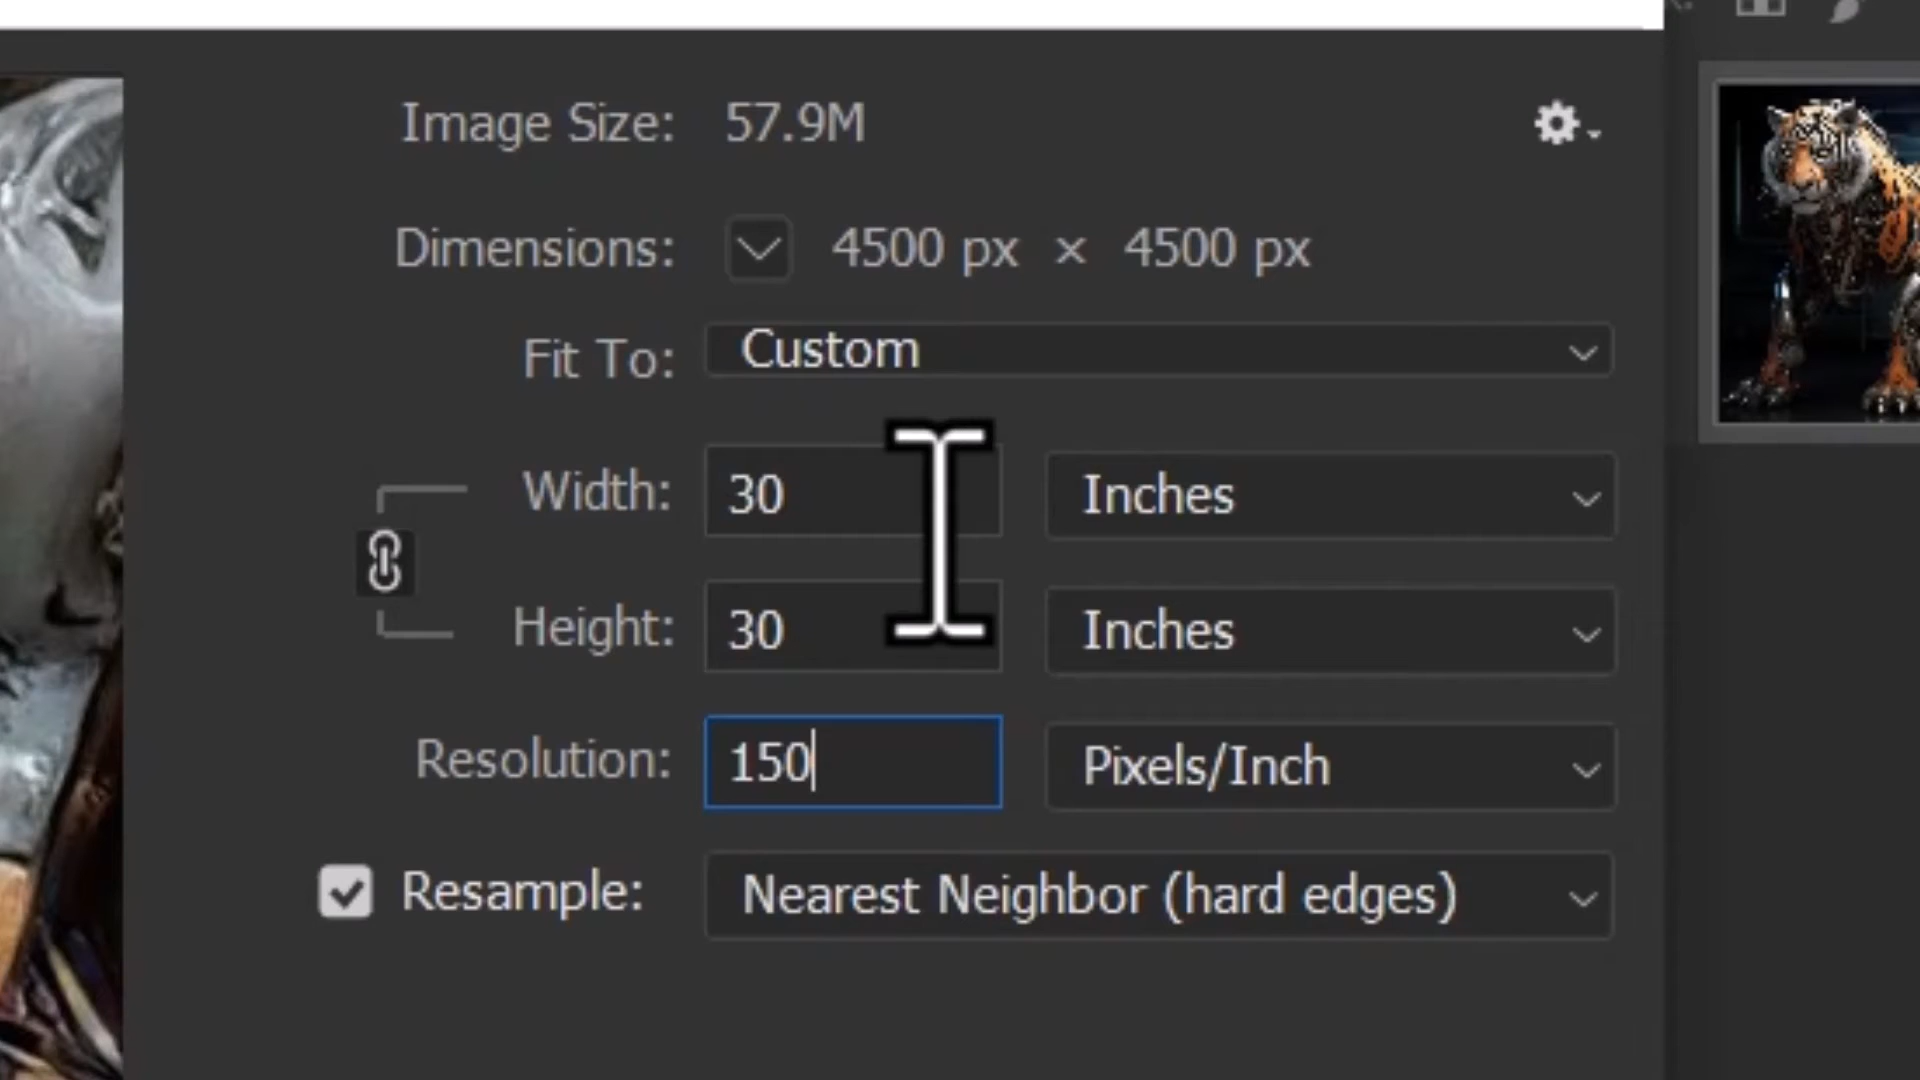 Image Size: 57.9M
Dimensions: 4500 px × 4500 px
Fit To: Custom
Width: 30 Inches
Height: 30 Inches
Resolution: 150 Pixels/Inch
Resample: Nearest Neighbor (hard edges)